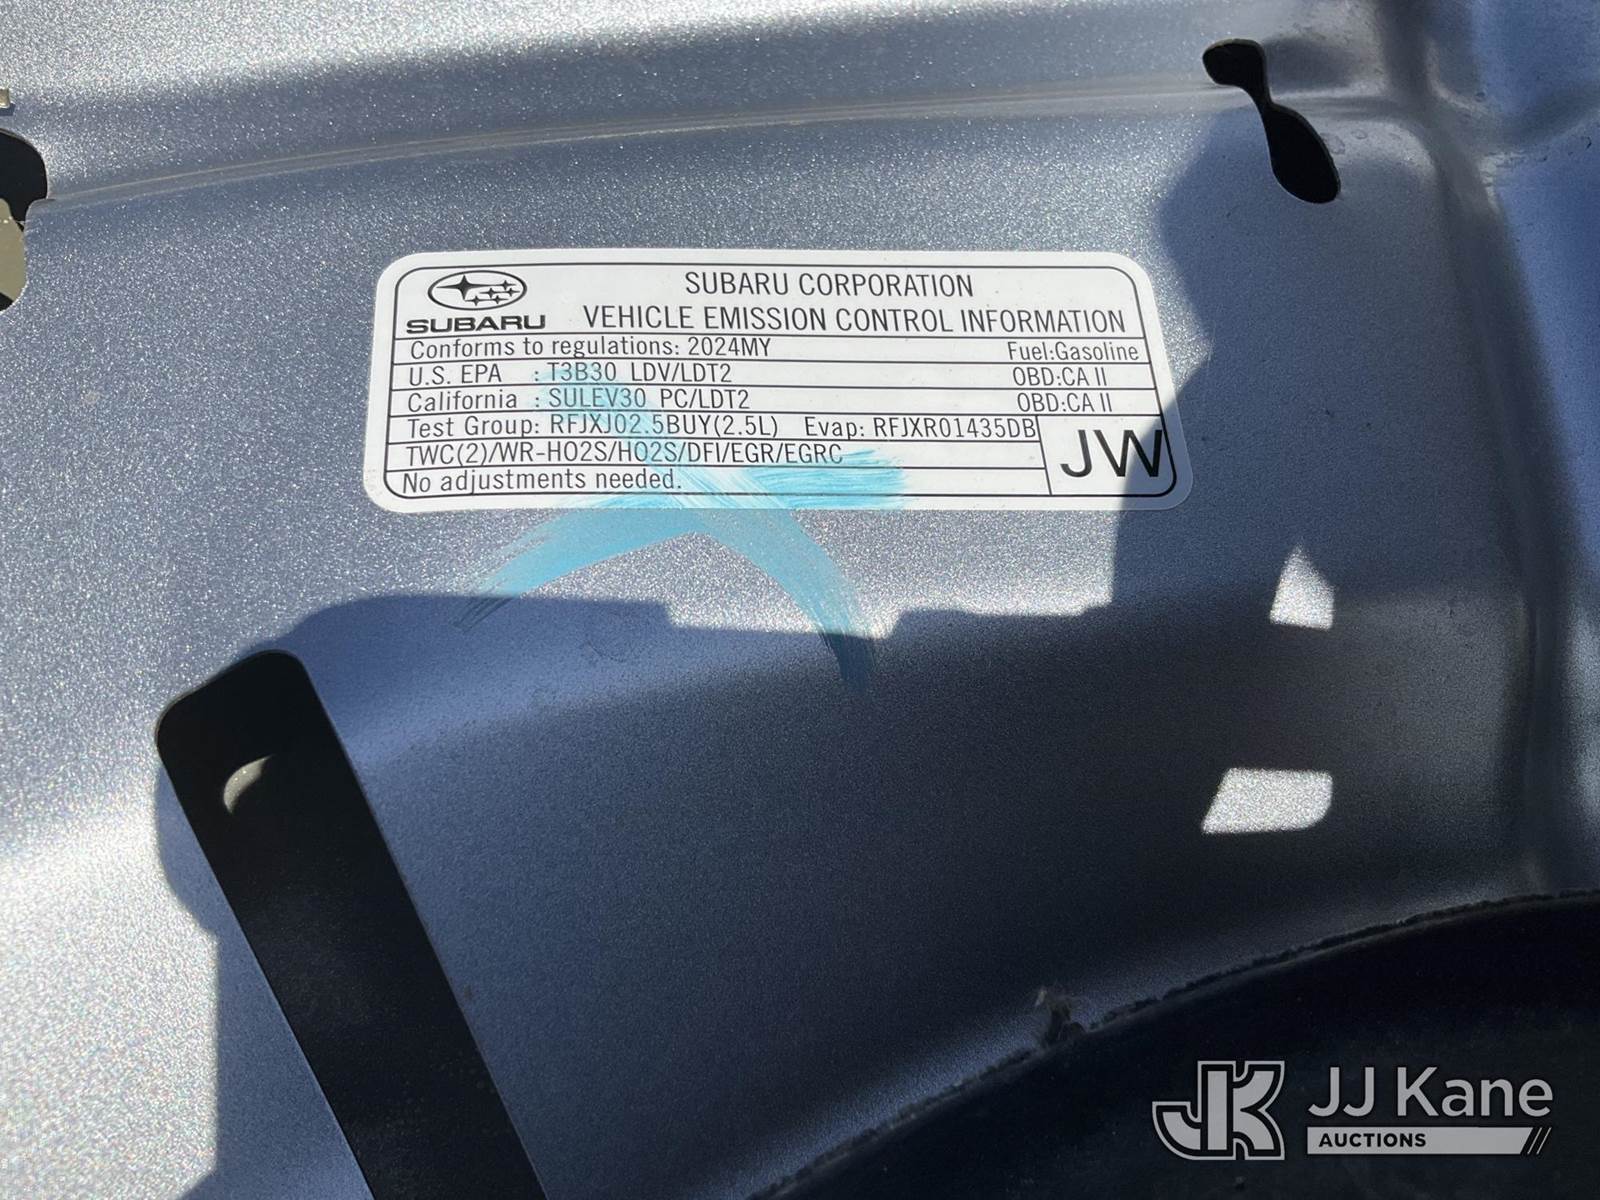 SUBARU CORPORATION
SUBARU VEHICLE EMISSION CONTROL INFORMATION
Conforms to regulations: 2024MY Fuel:Gasoline
U.S. EPA : T3B30 LDV/LDT2 OBD:CA II
California : SULEV30 PC/LDT2 OBD:CA II
Test Group: RFJXJ02.5BUY(2.5L) Evap: RFJXR01435DB
TWC(2)/WR-HO2S/HO2S/DFI/EGR/EGRC
JW
No adjustments needed.
JK JJ Kane
AUCTIONS